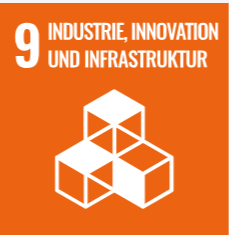 9 INDUSTRIE, INNOVATION
UND INFRASTRUKTUR